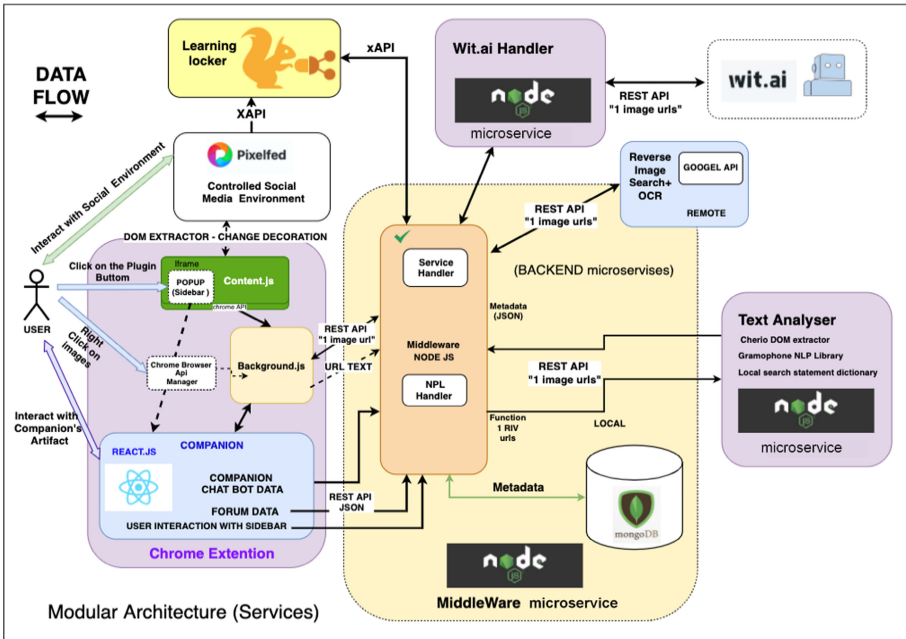 DATA
FLOW
Learning
locker
xAPI
XAPI
Wit.ai Handler
node
JS
microservice
REST API
"1 image urls"
wit.ai
Pixelfed
Controlled Social
Media Environment
Interact with Social Environment
Reverse
Image
Search+
OCR
GOOGEL API
REMOTE
REST API
"1 image urls"
DOM EXTRACTOR - CHANGE DECORATION
Click on the Plugin
Buttom
Iframe
POPUP
(Sidebar )
Content.js
chrome API
USER
Right
Click on
images
Chrome Browser
Api
Manager
Background.js
REST API
"1 image url"
URL TEXT
Service
Handler
Middleware
NODE JS
NPL
Handler
(BACKEND microservises)
Metadata
(JSON)
REST API
"1 image urls"
Function
1 RIV
urls
LOCAL
Text Analyser
Cherio DOM extractor
Gramophone NLP Library
Local search statement dictionary
node
JS
microservice
Interact with
Companion's
Artifact
REACT.JS
COMPANION
COMPANION
CHAT BOT DATA
FORUM DATA
USER INTERACTION WITH SIDEBAR
REST API
JSON
Chrome Extention
Metadata
mongoDB
node
JS
MiddleWare microservice
Modular Architecture (Services)